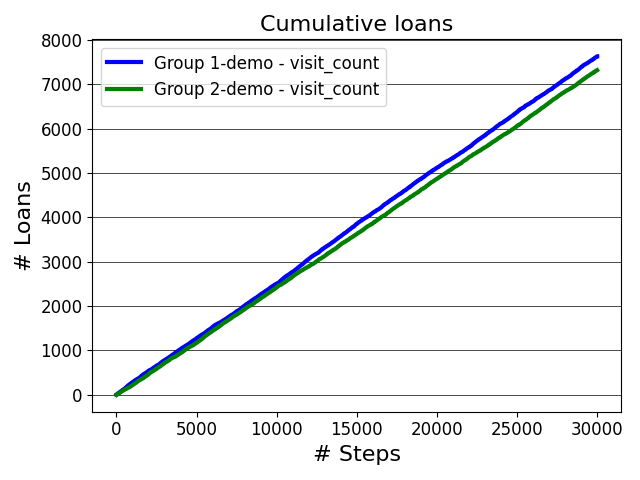 Cumulative loans
8000
7000
6000
5000
4000
3000
2000
1000
0
# Loans
Group 1-demo - visit_count
Group 2-demo - visit_count
0 5000 10000 15000 20000 25000 30000
# Steps